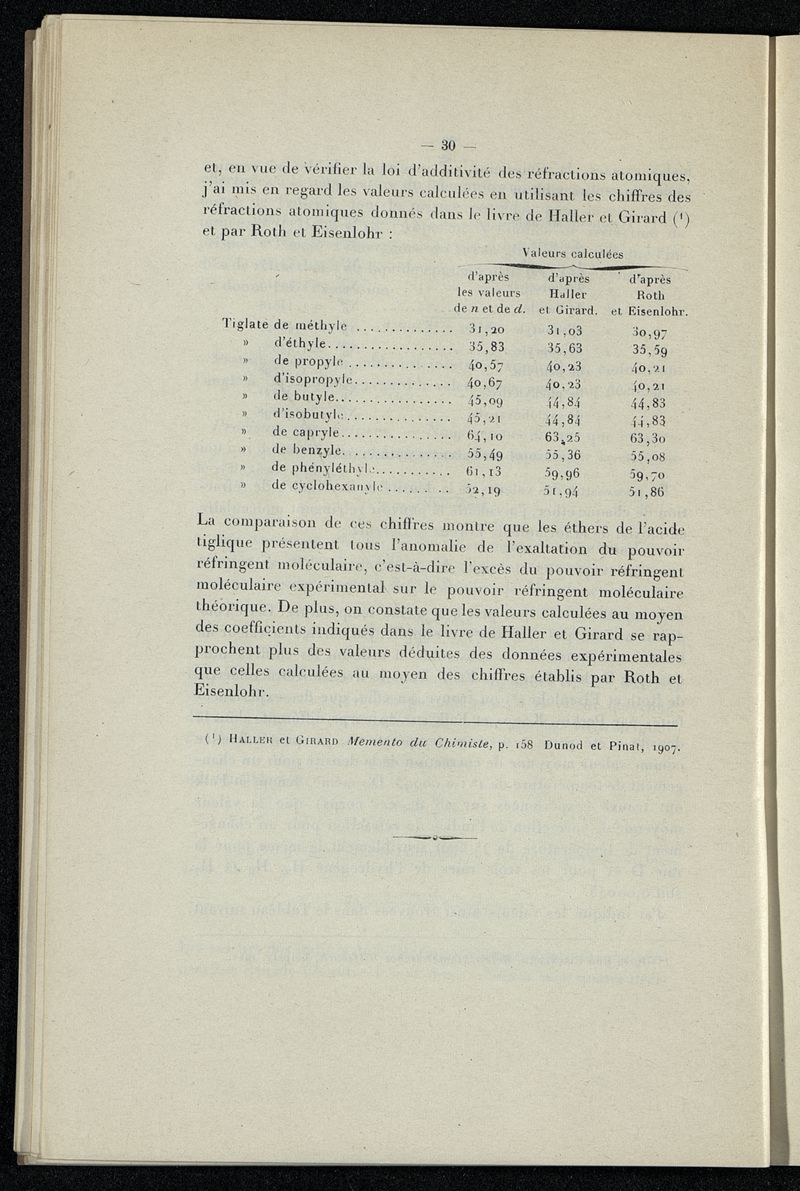 — 30 —
et, en vue de vérifier la loi d'additivité des réfractions atomiques,
j'ai mis en regard les valeurs calculées en utilisant les chiffres des
réfractions atomiques donnés dans le livre de Haller et Girard (¹)
et par Roth et Eisenlohr :
Valeurs calculées
d'après d'après d'après
les valeurs Haller Roth
de n et de d. et Girard. et Eisenlohr.
Tiglate de méthyle .............. 31,20 31,03 30,97
» d'éthyle.................. 35,83 35,63 35,59
» de propyle ............... 40,57 40,23 40,21
» d'isopropyle.............. 40,67 40,23 40,21
» de butyle................. 45,09 44,84 44,83
» d'isobutyle............... 45,21 44,84 44,83
» de capryle................ 64,10 63,25 63,30
» de benzyle................ 55,49 55,36 55,08
» de phényléthyle........... 61,13 59,96 59,70
» de cyclohexanyle ......... 52,19 51,94 51,86
La comparaison de ces chiffres montre que les éthers de l'acide
tiglique présentent tous l'anomalie de l'exaltation du pouvoir
réfringent moléculaire, c'est-à-dire l'excès du pouvoir réfringent
moléculaire expérimental sur le pouvoir réfringent moléculaire
théorique. De plus, on constate que les valeurs calculées au moyen
des coefficients indiqués dans le livre de Haller et Girard se rap-
prochent plus des valeurs déduites des données expérimentales
que celles calculées au moyen des chiffres établis par Roth et
Eisenlohr.
(¹) HALLER et GIRARD Memento du Chimiste, p. 158 Dunod et Pinat, 1907.